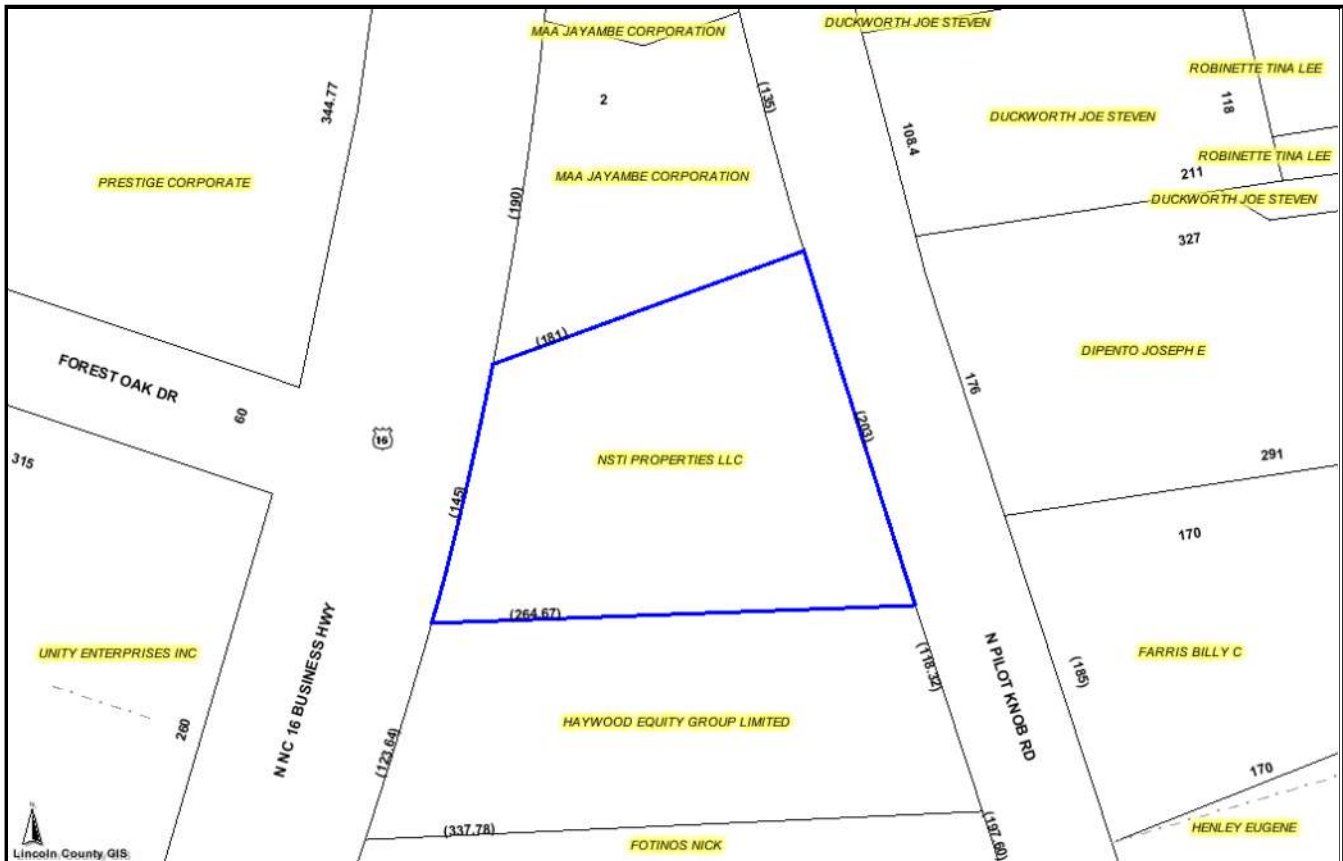 MAA JAYAMBE CORPORATION
DUCKWORTH JOE STEVEN
ROBINETTE TINA LEE
344.77
2
(135)
118
108.4
DUCKWORTH JOE STEVEN
ROBINETTE TINA LEE
PRESTIGE CORPORATE
MAA JAYAMBE CORPORATION
211
DUCKWORTH JOE STEVEN
(190)
327
(181)
DIPENTO JOSEPH E
FOREST OAK DR
60
176
16
(203)
315
NSTI PROPERTIES LLC
291
(145)
170
(264.67)
UNITY ENTERPRISES INC
N NC 16 BUSINESS HWY
260
(118.32)
N PILOT KNOB RD
(185)
FARRIS BILLY C
HAYWOOD EQUITY GROUP LIMITED
(123.64)
170
(337.78)
FOTINOS NICK
(197.60)
HENLEY EUGENE
Lincoln County GIS